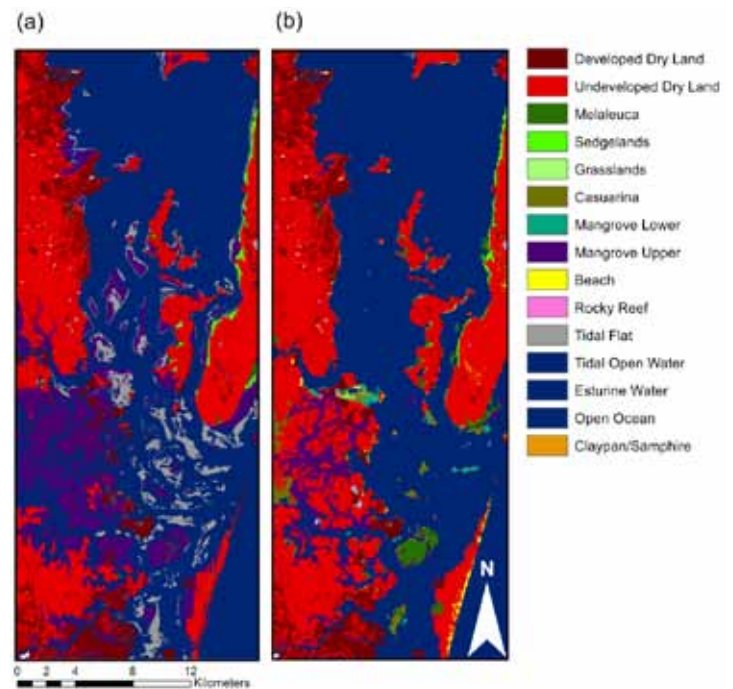 (a)
(b)
Developed Dry Land
Undeveloped Dry Land
Melaleuca
Sedgelands
Grasslands
Casuarina
Mangrove Lower
Mangrove Upper
Beach
Rocky Reef
Tidal Flat
Tidal Open Water
Esturine Water
Open Ocean
Claypan/Samphire
N
0 2 4 8 12
Kilometers